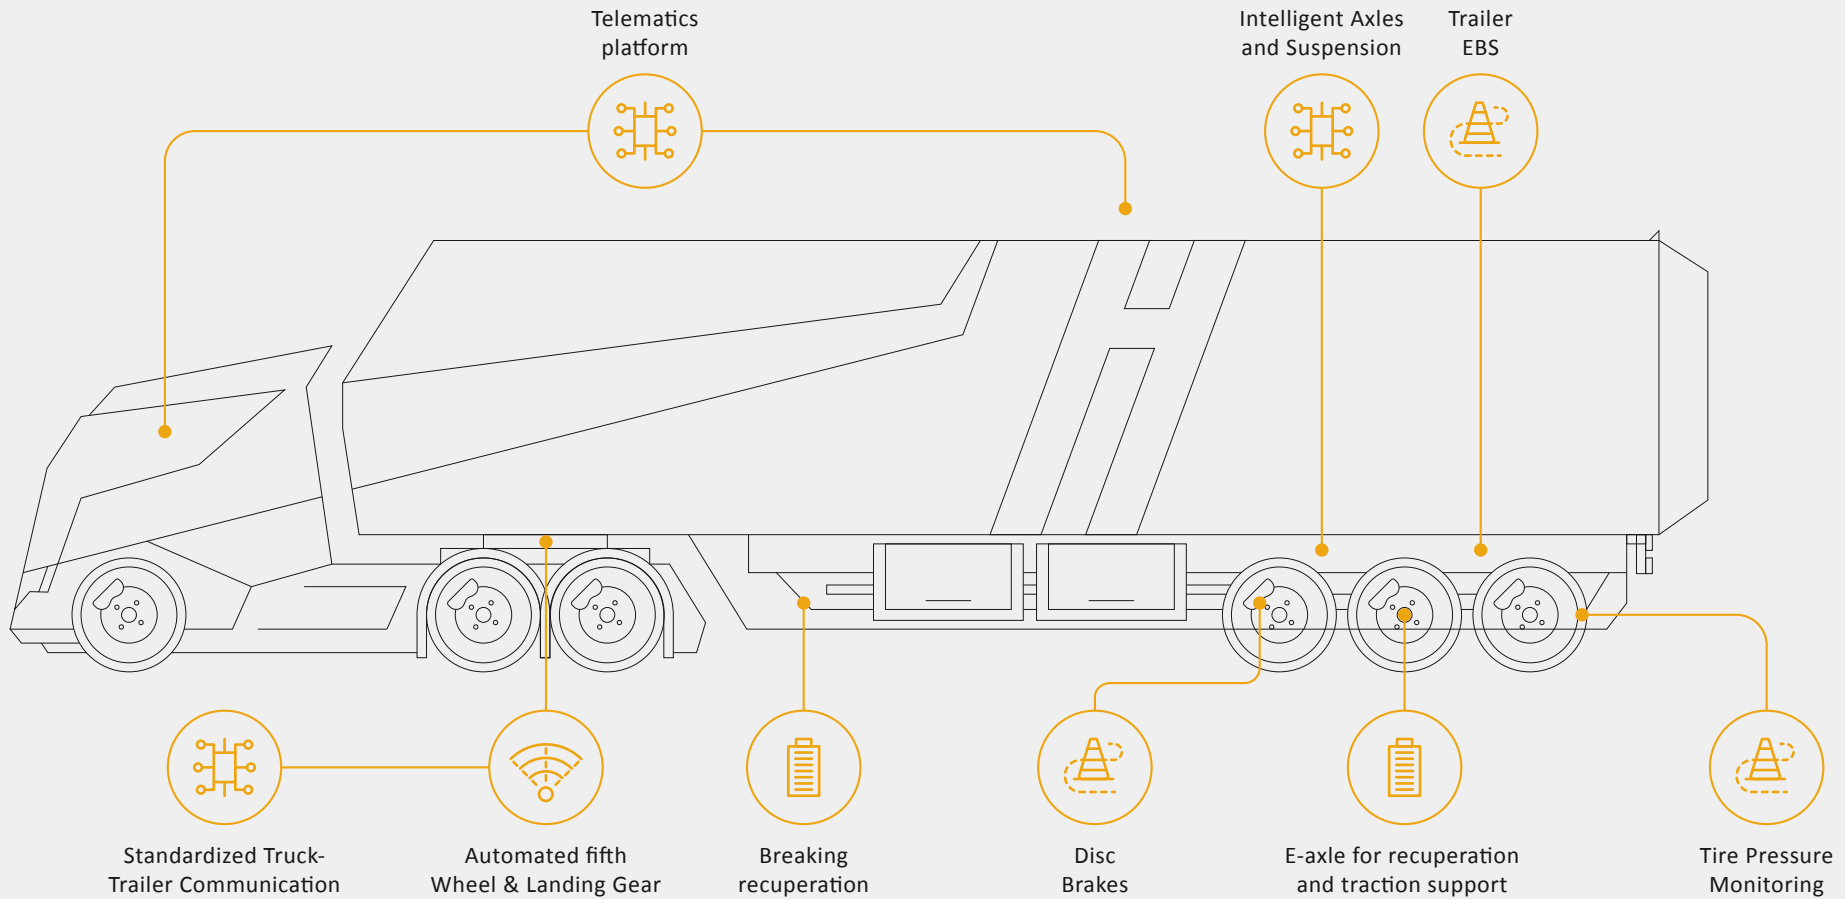 Telematics
platform
Intelligent Axles
and Suspension
Trailer
EBS
Standardized Truck-
Trailer Communication
Automated fifth
Wheel & Landing Gear
Breaking
recuperation
Disc
Brakes
E-axle for recuperation
and traction support
Tire Pressure
Monitoring